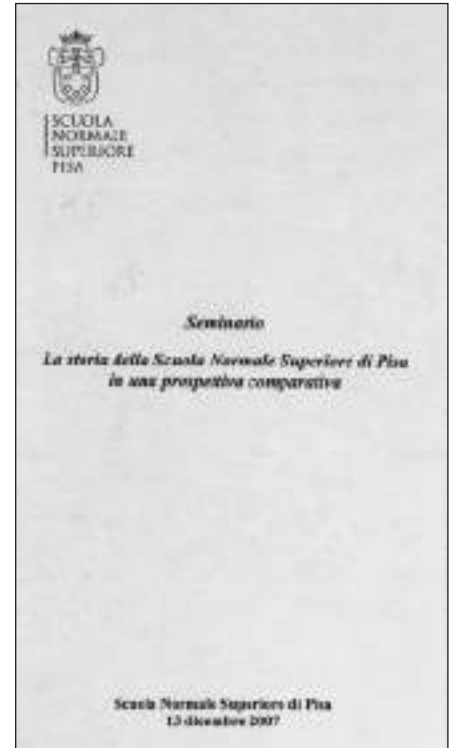 SCUOLA
NORMALE
SUPERIORE
PISA
Seminario
La storia della Scuola Normale Superiore di Pisa
in una prospettiva comparativa
Scuola Normale Superiore di Pisa
13 dicembre 2007